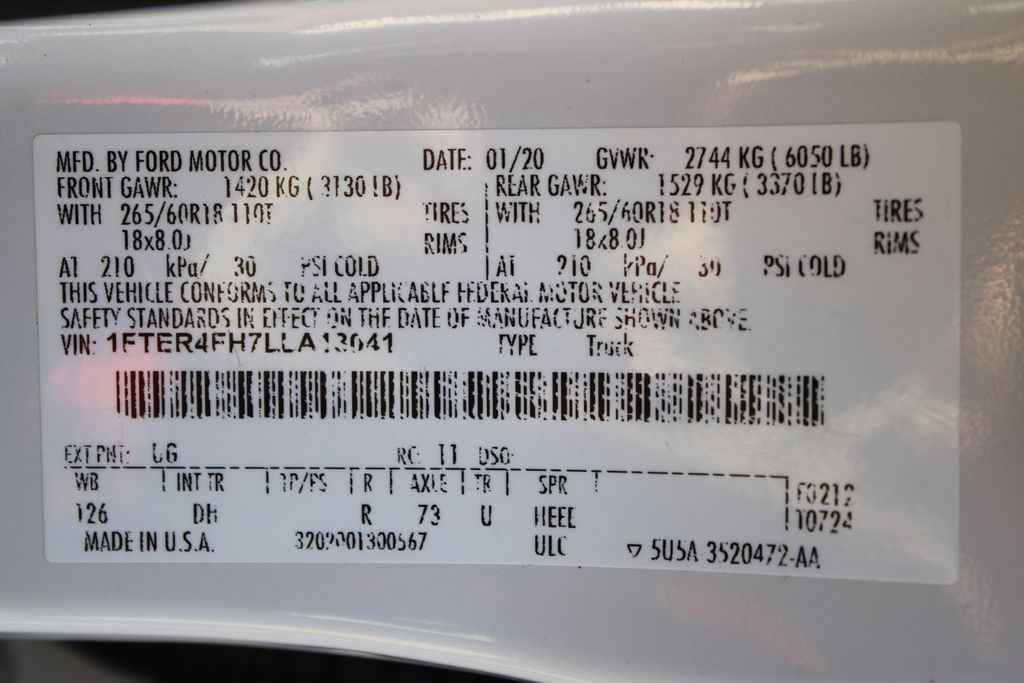 MFD. BY FORD MOTOR CO. DATE: 01/20 GVWR: 2744 KG ( 6050 LB)
FRONT GAWR: 1420 KG ( 3130 LB) REAR GAWR: 1529 KG ( 3370 LB)
WITH 265/60R18 110T TIRES WITH 265/60R18 110T TIRES
18x8.0J RIMS 18x8.0J RIMS
AT 210 kPa/ 30 PSI COLD AT 210 kPa/ 30 PSI COLD
THIS VEHICLE CONFORMS TO ALL APPLICABLE FEDERAL MOTOR VEHICLE
SAFETY STANDARDS IN EFFECT ON THE DATE OF MANUFACTURE SHOWN ABOVE.
VIN: 1FTER4FH7LLA13041 TYPE Truck
EXT PNT: UG RC: 11 DSO:
WB INT TR TP/PS R AXLE TR SPR
126 DH R 73 U
F0212
10724
MADE IN U.S.A. ULC ▽ 5U5A-3520472-AA